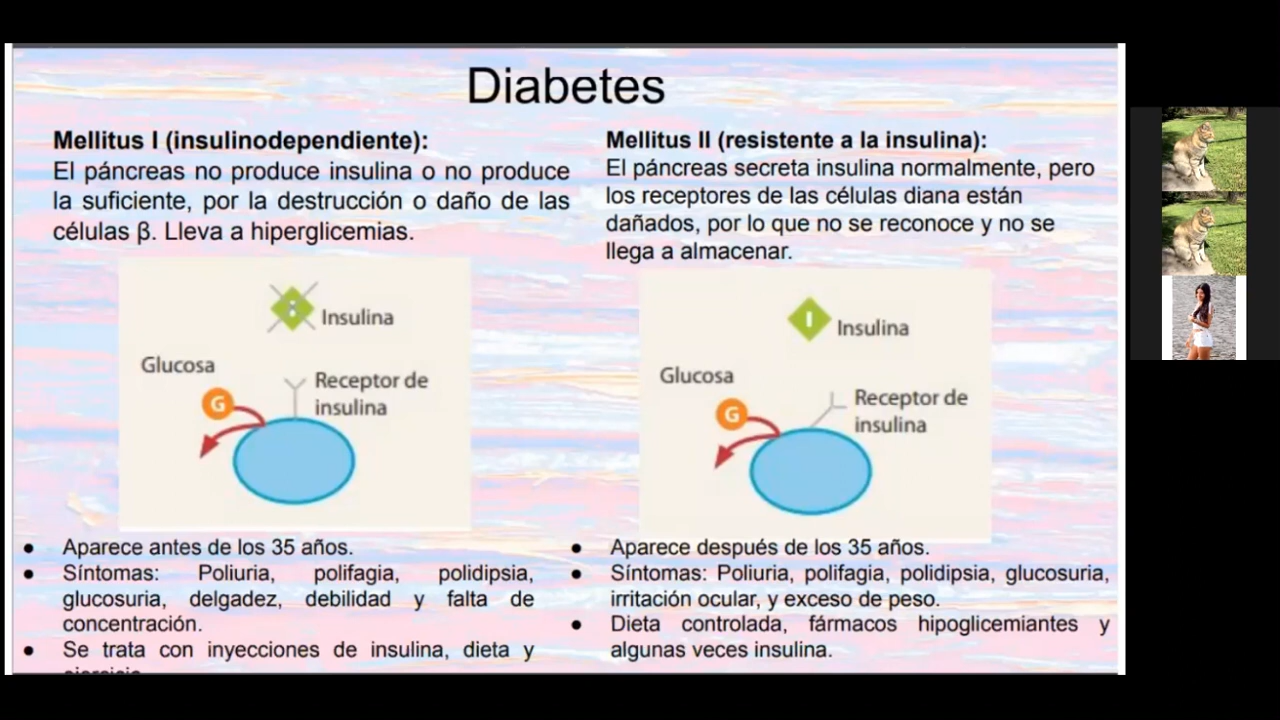 Diabetes
Mellitus I (insulinodependiente):
El páncreas no produce insulina o no produce
la suficiente, por la destrucción o daño de las
células β. Lleva a hiperglicemias.
Insulina
Glucosa
G
Receptor de
insulina
Aparece antes de los 35 años.
Síntomas: Poliuria, polifagia, polidipsia,
glucosuria, delgadez, debilidad y falta de
concentración.
Se trata con inyecciones de insulina, dieta y
Mellitus II (resistente a la insulina):
El páncreas secreta insulina normalmente, pero
los receptores de las células diana están
dañados, por lo que no se reconoce y no se
llega a almacenar.
I
Insulina
Glucosa
G
Receptor de
insulina
Aparece después de los 35 años.
Síntomas: Poliuria, polifagia, polidipsia, glucosuria,
irritación ocular, y exceso de peso.
Dieta controlada, fármacos hipoglicemiantes y
algunas veces insulina.